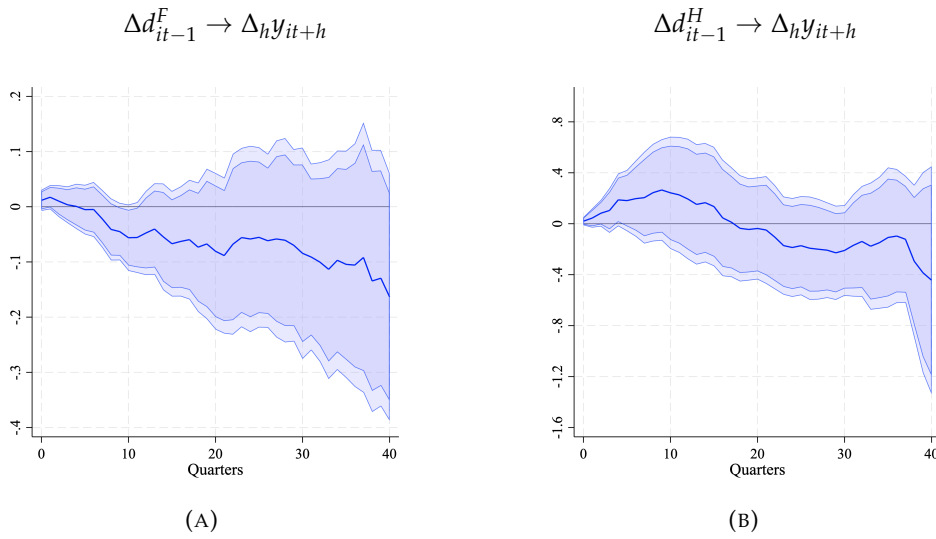 Δd^F_{it−1} → Δ_h y_{it+h}
.2
.1
0
-.1
-.2
-.3
-.4
0 10 20 30 40
Quarters
(A)
Δd^H_{it−1} → Δ_h y_{it+h}
.8
.4
0
-.4
-.8
-1.2
-1.6
0 10 20 30 40
Quarters
(B)